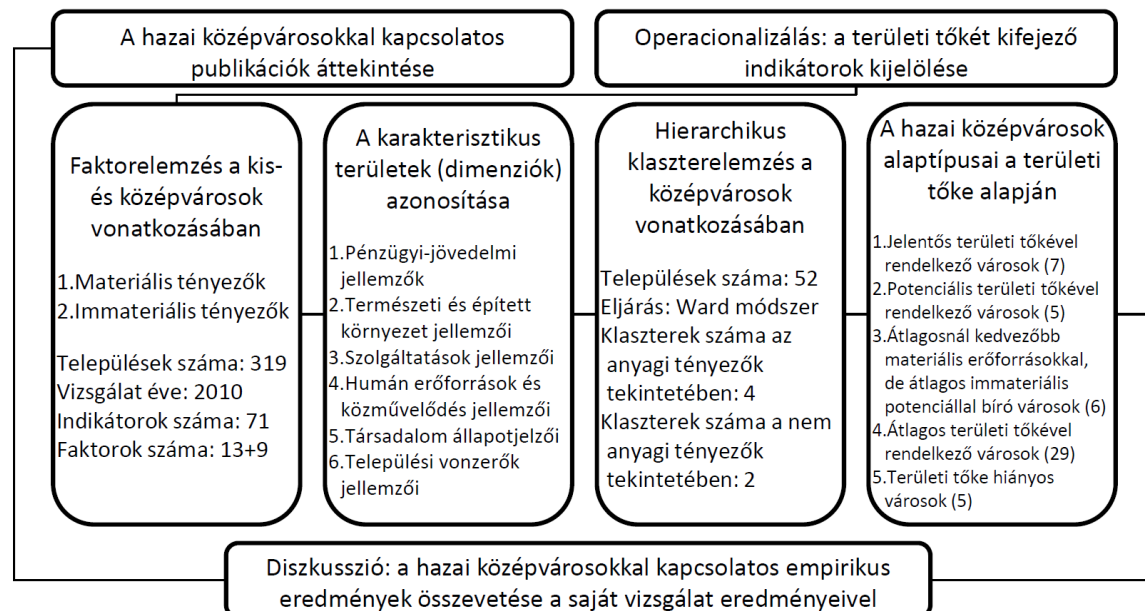 A hazai középvárosokkal kapcsolatos
publikációk áttekintése
Operacionalizálás: a területi tőkét kifejező
indikátorok kijelölése
Faktorelemzés a kis-
és középvárosok
vonatkozásában
1.Materiális tényezők
2.Immateriális tényezők
Települések száma: 319
Vizsgálat éve: 2010
Indikátorok száma: 71
Faktorok száma: 13+9
A karakterisztikus
területek (dimenziók)
azonosítása
1.Pénzügyi-jövedelmi
jellemzők
2.Természeti és épített
környezet jellemzői
3.Szolgáltatások jellemzői
4.Humán erőforrások és
közművelődés jellemzői
5.Társadalom állapotjelzői
6.Települési vonzerők
jellemzői
Hierarchikus
klaszterelemzés a
középvárosok
vonatkozásában
Települések száma: 52
Eljárás: Ward módszer
Klaszterek száma az
anyagi tényezők
tekintetében: 4
Klaszterek száma a nem
anyagi tényezők
tekintetében: 2
A hazai középvárosok
alaptípusai a területi
tőke alapján
1.Jelentős területi tőkével
rendelkező városok (7)
2.Potenciális területi tőkével
rendelkező városok (5)
3.Átlagosnál kedvezőbb
materiális erőforrásokkal,
de átlagos immateriális
potenciállal bíró városok (6)
4.Átlagos területi tőkével
rendelkező városok (29)
5.Területi tőke hiányos
városok (5)
Diszkusszió: a hazai középvárosokkal kapcsolatos empirikus
eredmények összevetése a saját vizsgálat eredményeivel